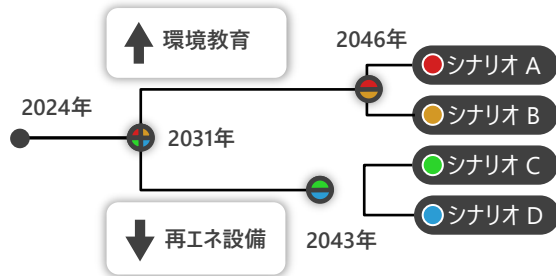 環境教育
2046年
シナリオ A
2024年
シナリオ B
2031年
シナリオ C
再エネ設備
2043年
シナリオ D